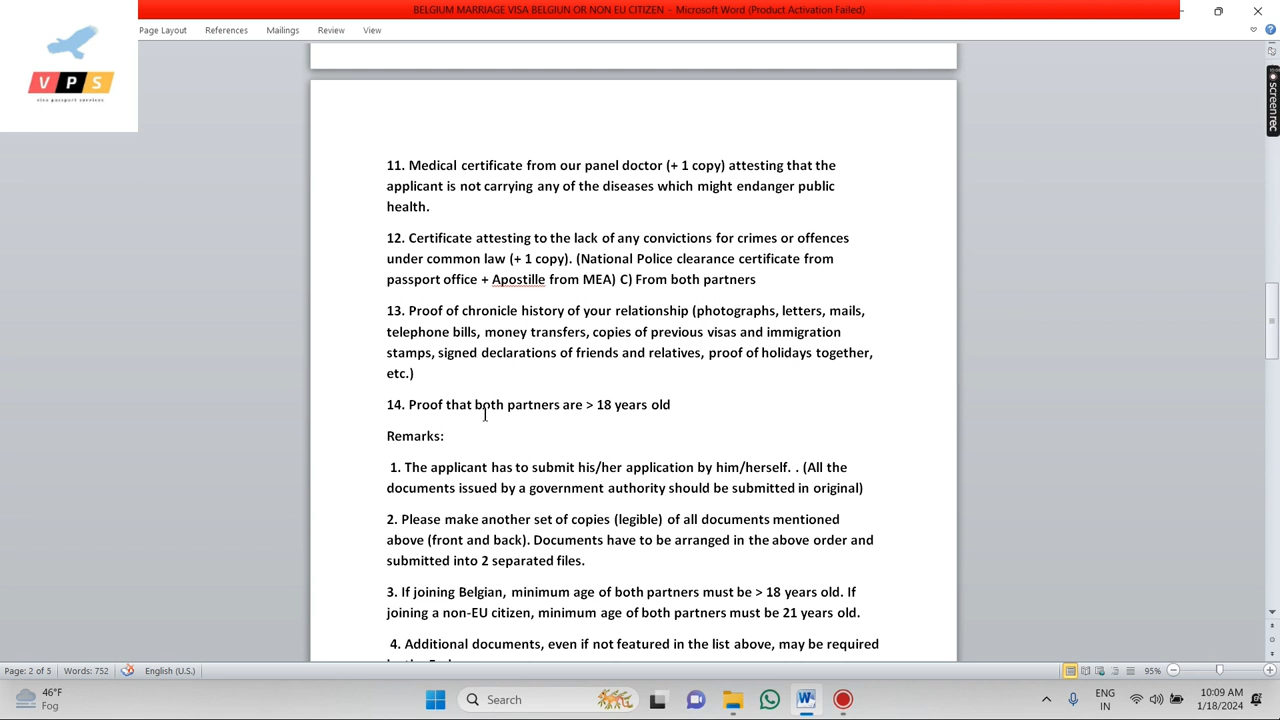 BELGIUM MARRIAGE VISA BELGIUN OR NON EU CITIZEN - Microsoft Word (Product Activation Failed)
Page Layout References Mailings Review View
V P S
visa passport services
screenrec
11. Medical certificate from our panel doctor (+ 1 copy) attesting that the
applicant is not carrying any of the diseases which might endanger public
health.
12. Certificate attesting to the lack of any convictions for crimes or offences
under common law (+ 1 copy). (National Police clearance certificate from
passport office + Apostille from MEA) C) From both partners
13. Proof of chronicle history of your relationship (photographs, letters, mails,
telephone bills, money transfers, copies of previous visas and immigration
stamps, signed declarations of friends and relatives, proof of holidays together,
etc.)
14. Proof that both partners are > 18 years old
Remarks:
1. The applicant has to submit his/her application by him/herself. . (All the
documents issued by a government authority should be submitted in original)
2. Please make another set of copies (legible) of all documents mentioned
above (front and back). Documents have to be arranged in the above order and
submitted into 2 separated files.
3. If joining Belgian, minimum age of both partners must be > 18 years old. If
joining a non-EU citizen, minimum age of both partners must be 21 years old.
4. Additional documents, even if not featured in the list above, may be required
Page: 2 of 5 Words: 752 English (U.S.) 95%
46°F
Fog
Search
ENG
IN
10:09 AM
1/18/2024